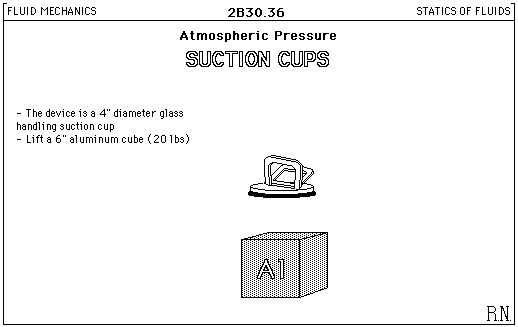 FLUID MECHANICS
2B30.36
STATICS OF FLUIDS
Atmospheric Pressure
SUCTION CUPS
- The device is a 4" diameter glass
handling suction cup
- Lift a 6" aluminum cube (20 lbs)
Al
R.N.